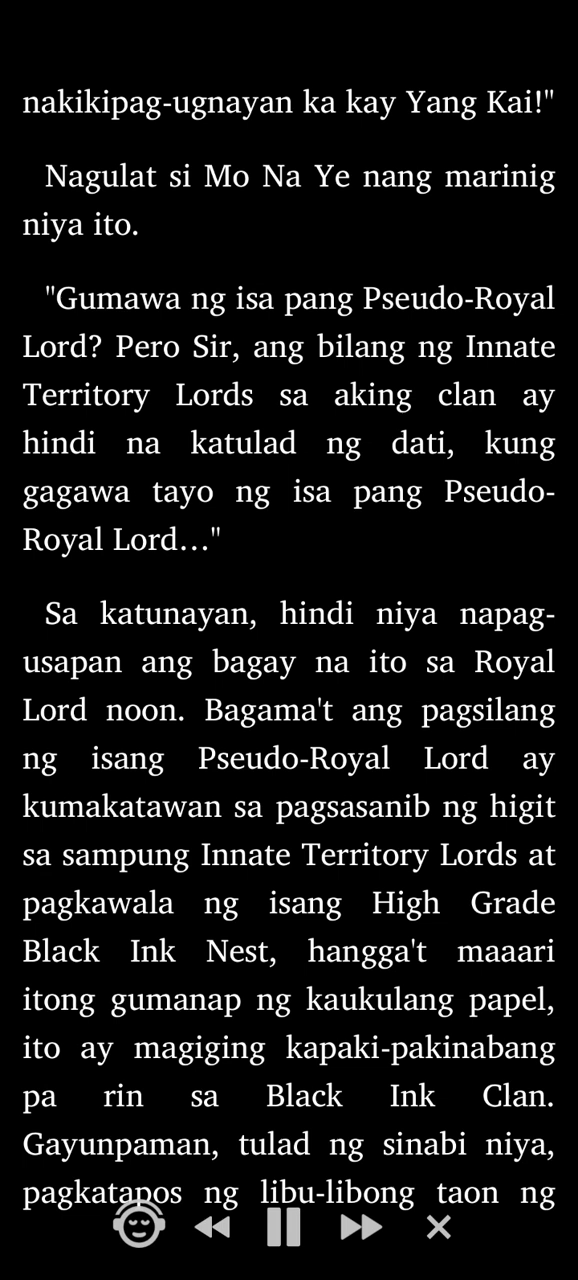 nakikipag-ugnayan ka kay Yang Kai!"
Nagulat si Mo Na Ye nang marinig
niya ito.
"Gumawa ng isa pang Pseudo-Royal
Lord? Pero Sir, ang bilang ng Innate
Territory Lords sa aking clan ay
hindi na katulad ng dati, kung
gagawa tayo ng isa pang Pseudo-
Royal Lord…"
Sa katunayan, hindi niya napag-
usapan ang bagay na ito sa Royal
Lord noon. Bagama't ang pagsilang
ng isang Pseudo-Royal Lord ay
kumakatawan sa pagsasanib ng higit
sa sampung Innate Territory Lords at
pagkawala ng isang High Grade
Black Ink Nest, hangga't maaari
itong gumanap ng kaukulang papel,
ito ay magiging kapaki-pakinabang
pa rin sa Black Ink Clan.
Gayunpaman, tulad ng sinabi niya,
pagkatapos ng libu-libong taon ng